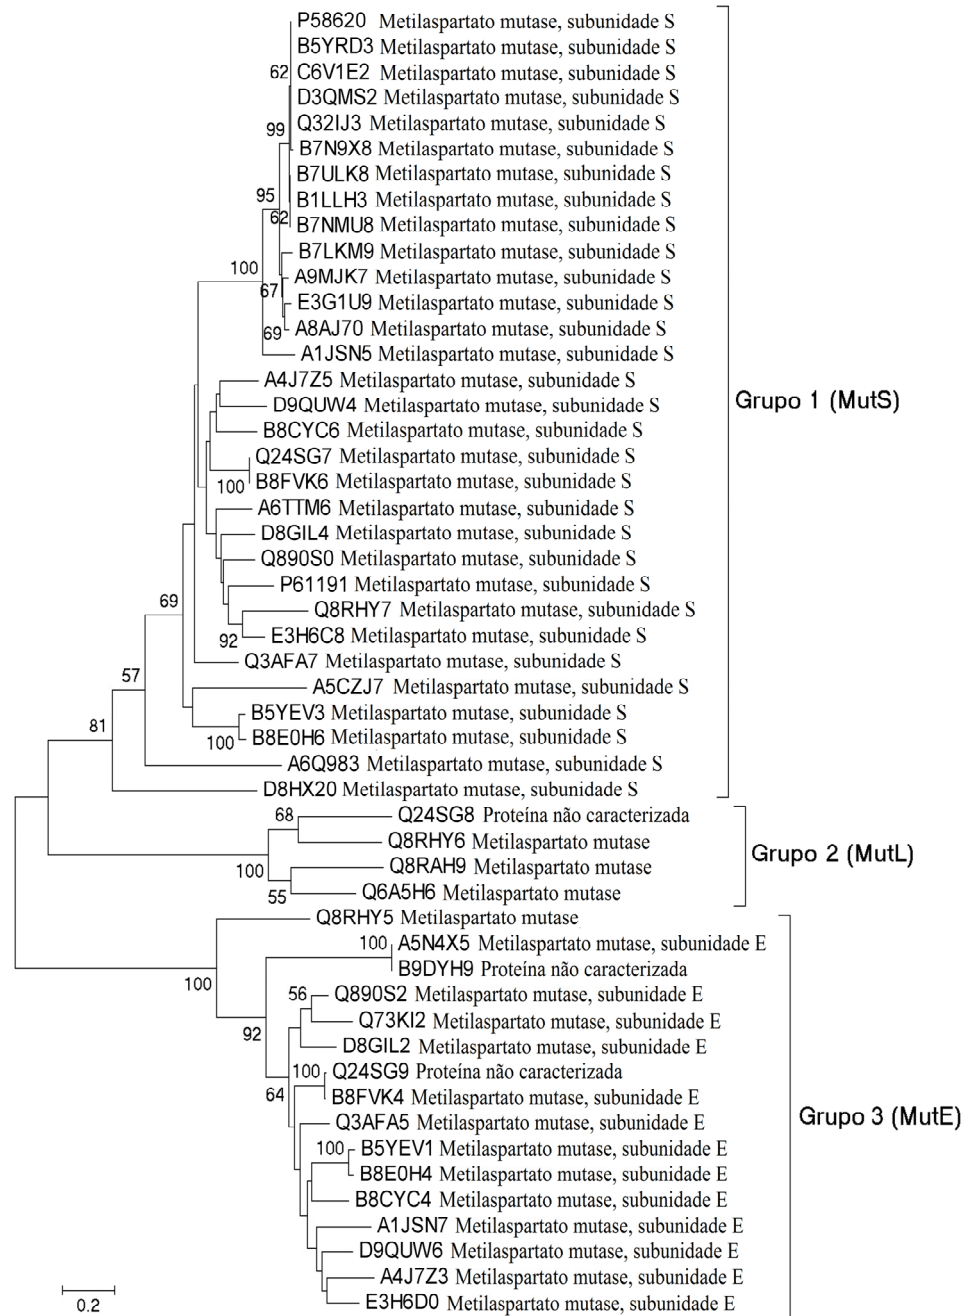 P58620 Metilaspartato mutase, subunidade S
B5YRD3 Metilaspartato mutase, subunidade S
62
C6V1E2 Metilaspartato mutase, subunidade S
D3QMS2 Metilaspartato mutase, subunidade S
99
Q32IJ3 Metilaspartato mutase, subunidade S
B7N9X8 Metilaspartato mutase, subunidade S
B7ULK8 Metilaspartato mutase, subunidade S
95
B1LLH3 Metilaspartato mutase, subunidade S
62
B7NMU8 Metilaspartato mutase, subunidade S
B7LKM9 Metilaspartato mutase, subunidade S
100
A9MJK7 Metilaspartato mutase, subunidade S
67
E3G1U9 Metilaspartato mutase, subunidade S
69
A8AJ70 Metilaspartato mutase, subunidade S
A1JSN5 Metilaspartato mutase, subunidade S
A4J7Z5 Metilaspartato mutase, subunidade S
Grupo 1 (MutS)
D9QUW4 Metilaspartato mutase, subunidade S
B8CYC6 Metilaspartato mutase, subunidade S
Q24SG7 Metilaspartato mutase, subunidade S
100
B8FVK6 Metilaspartato mutase, subunidade S
A6TTM6 Metilaspartato mutase, subunidade S
D8GIL4 Metilaspartato mutase, subunidade S
Q890S0 Metilaspartato mutase, subunidade S
P61191 Metilaspartato mutase, subunidade S
69
Q8RHY7 Metilaspartato mutase, subunidade S
92
E3H6C8 Metilaspartato mutase, subunidade S
Q3AFA7 Metilaspartato mutase, subunidade S
57
A5CZJ7 Metilaspartato mutase, subunidade S
B5YEV3 Metilaspartato mutase, subunidade S
81
100
B8E0H6 Metilaspartato mutase, subunidade S
A6Q983 Metilaspartato mutase, subunidade S
D8HX20 Metilaspartato mutase, subunidade S
68
Q24SG8 Proteína não caracterizada
Q8RHY6 Metilaspartato mutase
Grupo 2 (MutL)
100
Q8RAH9 Metilaspartato mutase
55
Q6A5H6 Metilaspartato mutase
Q8RHY5 Metilaspartato mutase
100
A5N4X5 Metilaspartato mutase, subunidade E
B9DYH9 Proteína não caracterizada
100
56
Q890S2 Metilaspartato mutase, subunidade E
Q73KI2 Metilaspartato mutase, subunidade E
92
D8GIL2 Metilaspartato mutase, subunidade E
100
Q24SG9 Proteína não caracterizada
64
B8FVK4 Metilaspartato mutase, subunidade E
Q3AFA5 Metilaspartato mutase, subunidade E
Grupo 3 (MutE)
100
B5YEV1 Metilaspartato mutase, subunidade E
B8E0H4 Metilaspartato mutase, subunidade E
B8CYC4 Metilaspartato mutase, subunidade E
A1JSN7 Metilaspartato mutase, subunidade E
D9QUW6 Metilaspartato mutase, subunidade E
A4J7Z3 Metilaspartato mutase, subunidade E
E3H6D0 Metilaspartato mutase, subunidade E
0.2